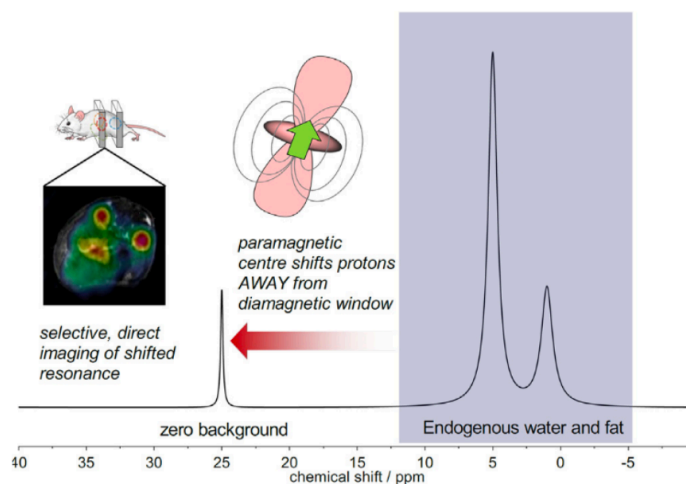 paramagnetic
centre shifts protons
AWAY from
diamagnetic window
selective, direct
imaging of shifted
resonance
zero background
Endogenous water and fat
40 35 30 25 20 15 10 5 0 -5
chemical shift / ppm